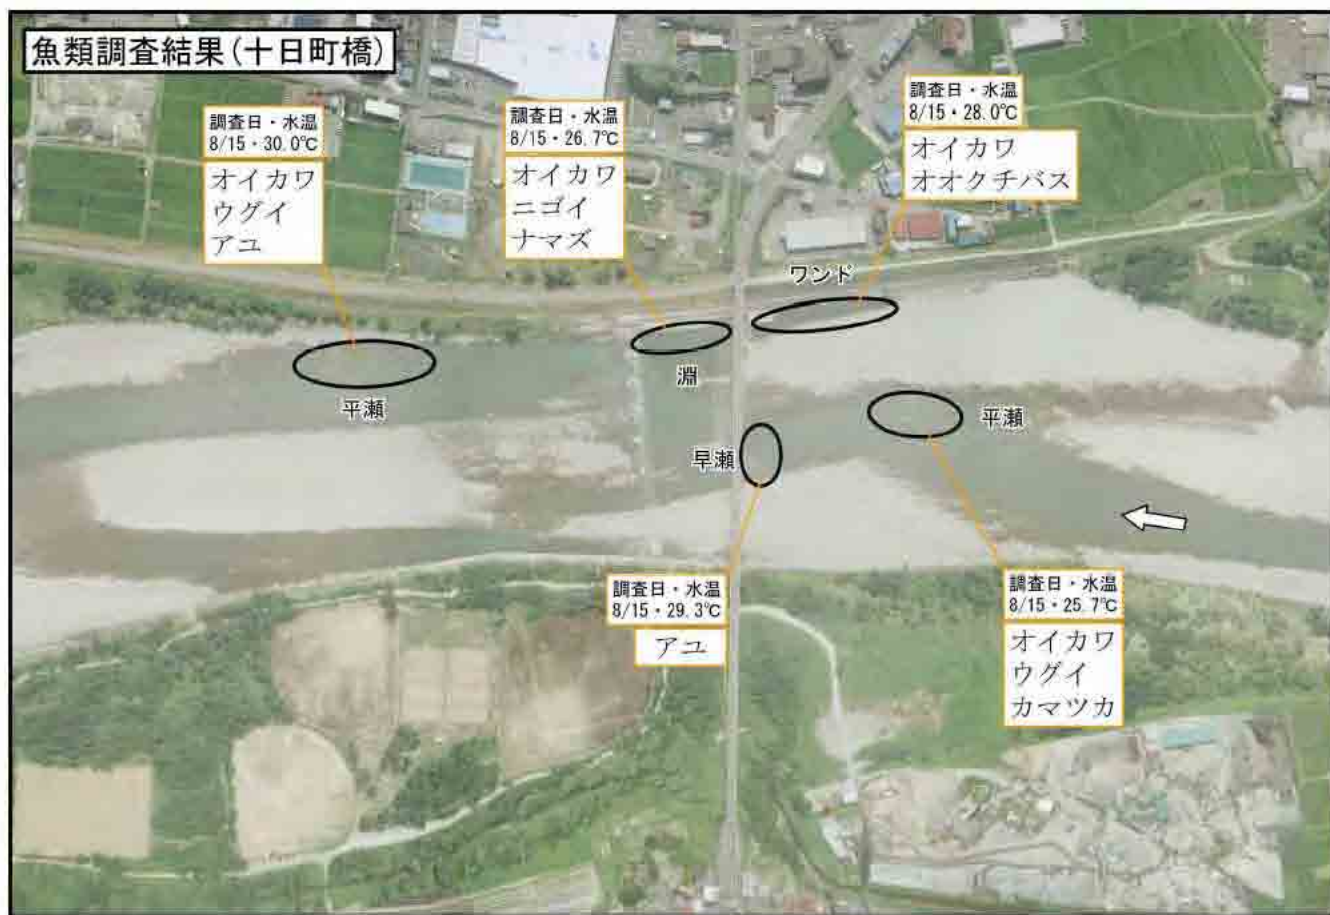 魚類調査結果(十日町橋)
調査日・水温
8/15・30.0℃
オイカワ
ウグイ
アユ
調査日・水温
8/15・26.7℃
オイカワ
ニゴイ
ナマズ
調査日・水温
8/15・28.0℃
オイカワ
オオクチバス
ワンド
淵
平瀬
早瀬
平瀬
調査日・水温
8/15・29.3℃
アユ
調査日・水温
8/15・25.7℃
オイカワ
ウグイ
カマツカ